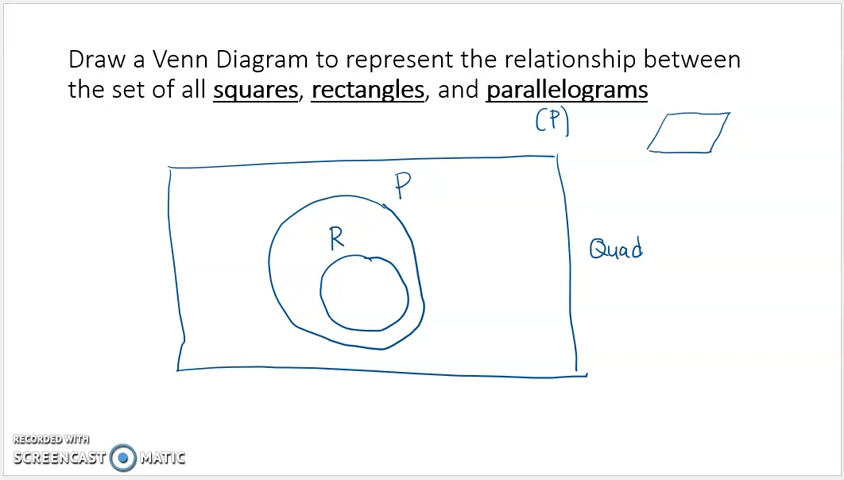 Draw a Venn Diagram to represent the relationship between
the set of all squares, rectangles, and parallelograms
(P)
P
R
Quad
RECORDED WITH
SCREENCAST MATIC